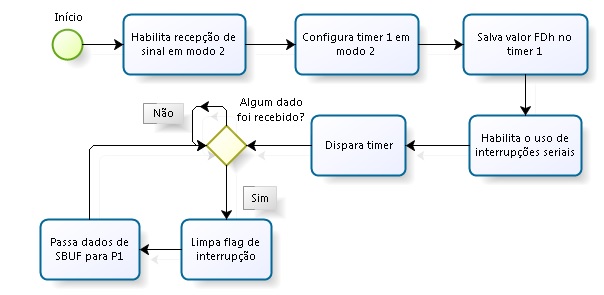 Início
Habilita recepção de
sinal em modo 2
Configura timer 1 em
modo 2
Salva valor FDh no
timer 1
Habilita o uso de
interrupções seriais
Dispara timer
Algum dado
foi recebido?
Não
Sim
Limpa flag de
interrupção
Passa dados de
SBUF para P1